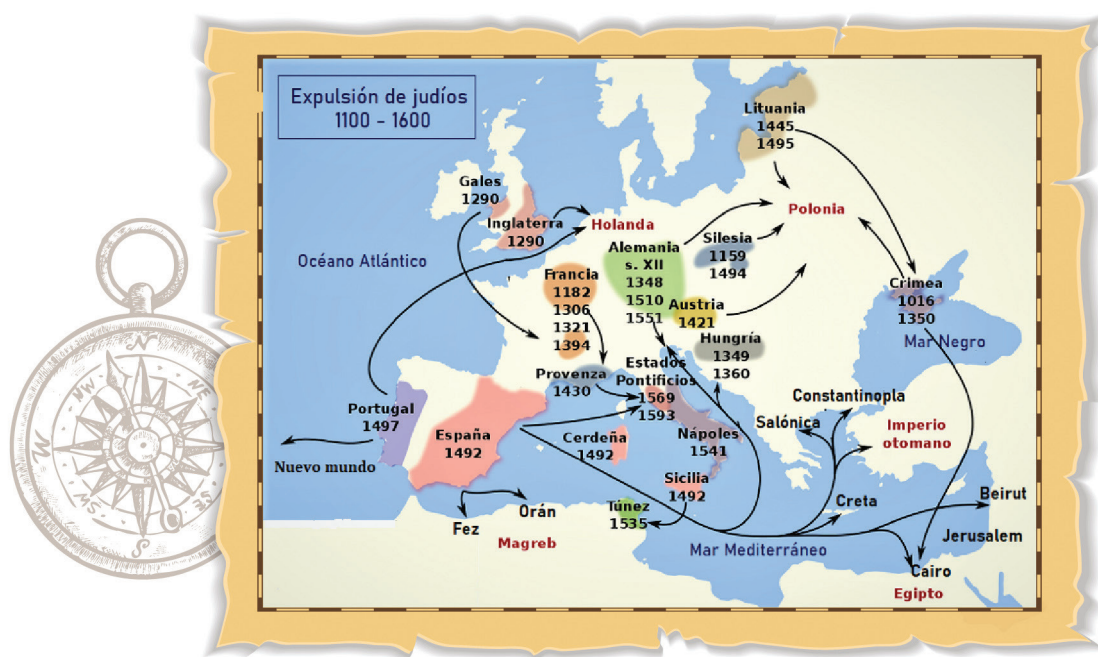 Expulsión de judíos
1100 - 1600
Lituania
1445
1495
Gales
1290
Inglaterra
1290
Holanda
Polonia
Océano Atlántico
Alemania
s. XII
1348
1510
1551
Silesia
1159
1494
Francia
1182
1306
1321
1394
Austria
1421
Crimea
1016
1350
Mar Negro
Hungría
1349
1360
Provenza
1430
Estados
Pontificios
1569
1593
Portugal
1497
España
1492
Cerdeña
1492
Nápoles
1541
Constantinopla
Salónica
Imperio
otomano
Nuevo mundo
Sicilia
1492
Túnez
1535
Orán
Fez
Magreb
Creta
Beirut
Jerusalem
Mar Mediterráneo
Cairo
Egipto
N
NE
SE
S
SW
W
NW